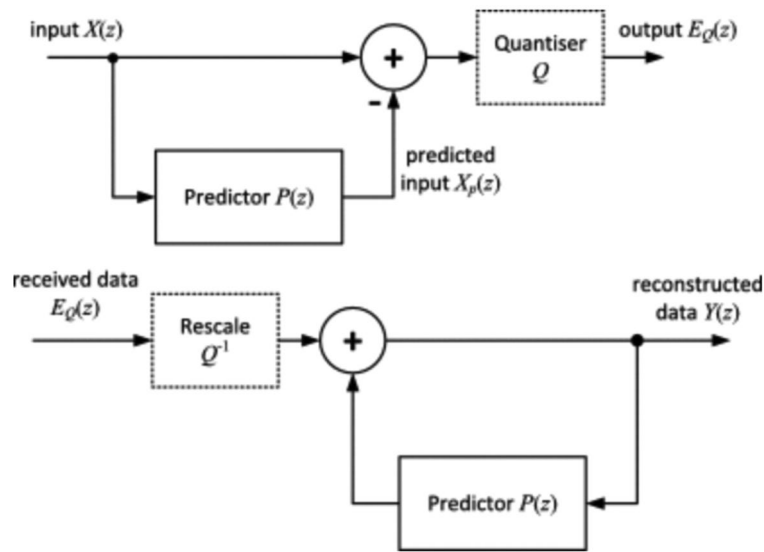 input X(z)
+
-
Quantiser
Q
output E_Q(z)
Predictor P(z)
predicted
input X_p(z)
received data
E_Q(z)
Rescale
Q^-1
+
reconstructed
data Y(z)
Predictor P(z)